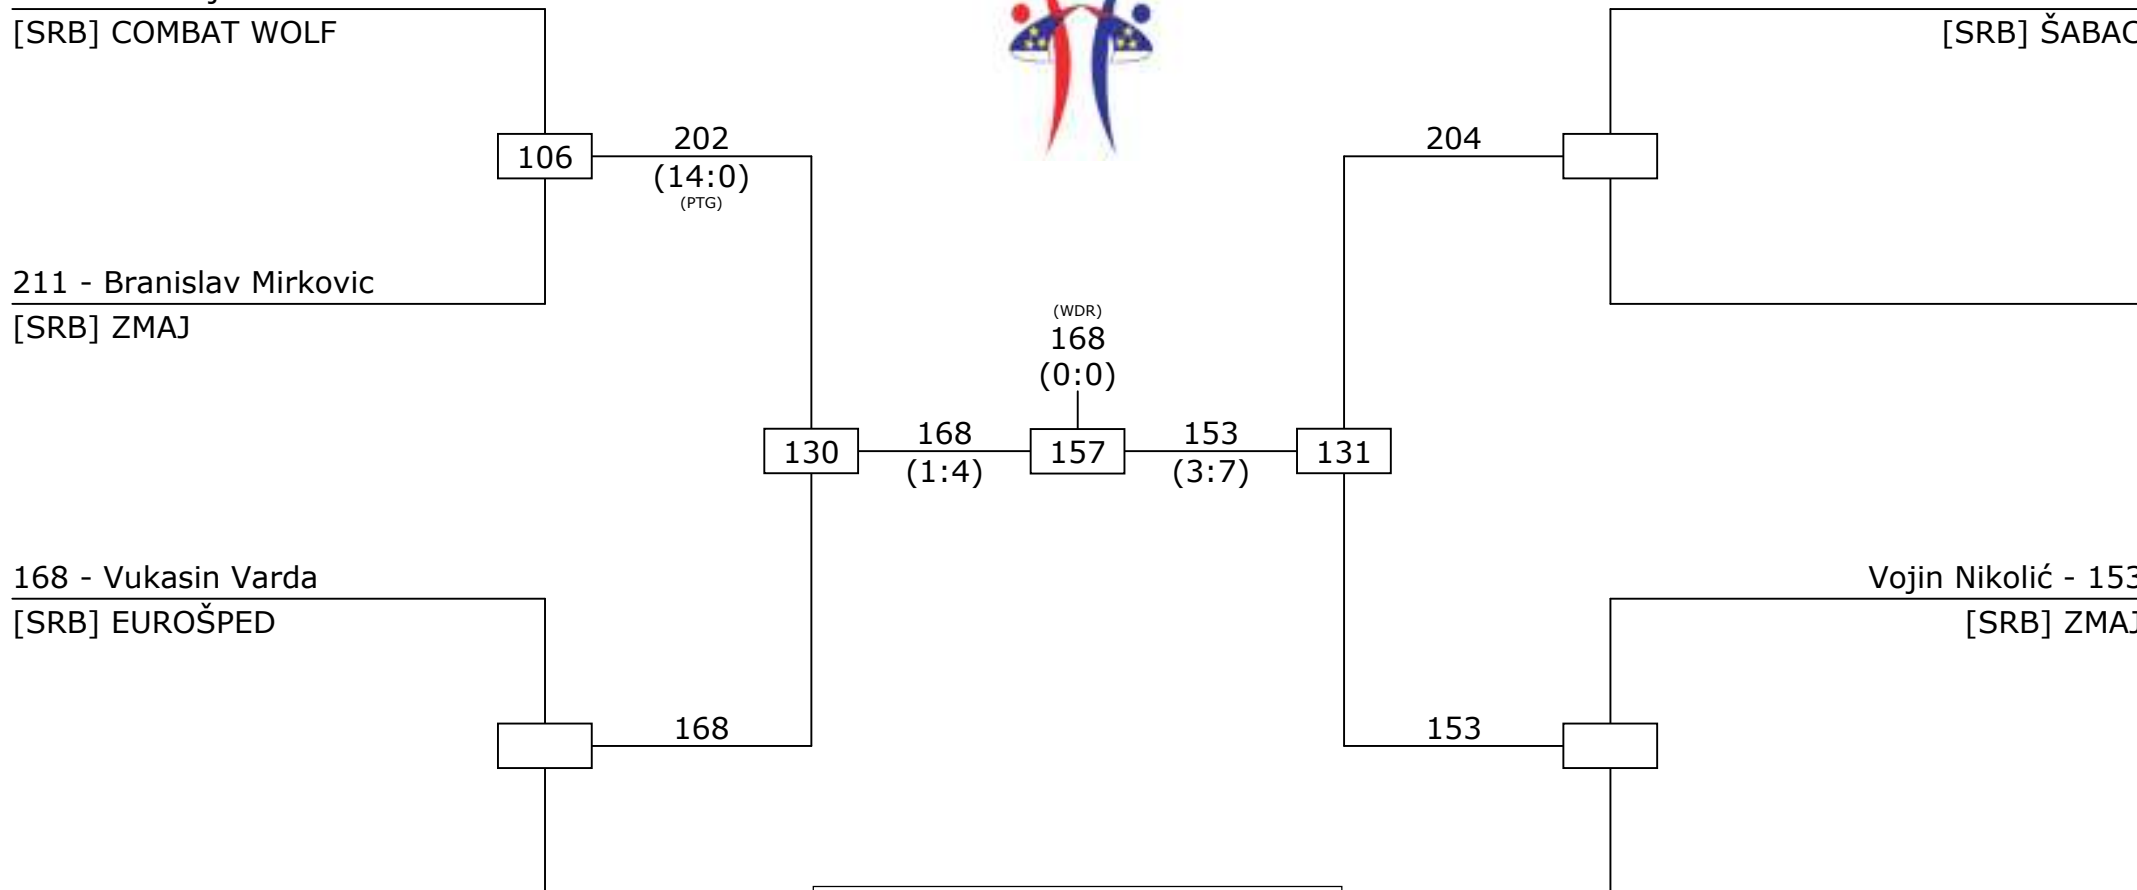 [SRB] COMBAT WOLF
[SRB] ŠABAC
106
202
(14:0)
(PTG)
204
211 - Branislav Mirkovic
[SRB] ZMAJ
(WDR)
168
(0:0)
130
168
(1:4)
157
153
(3:7)
131
168 - Vukasin Varda
[SRB] EUROŠPED
Vojin Nikolić - 153
[SRB] ZMAJ
168
153